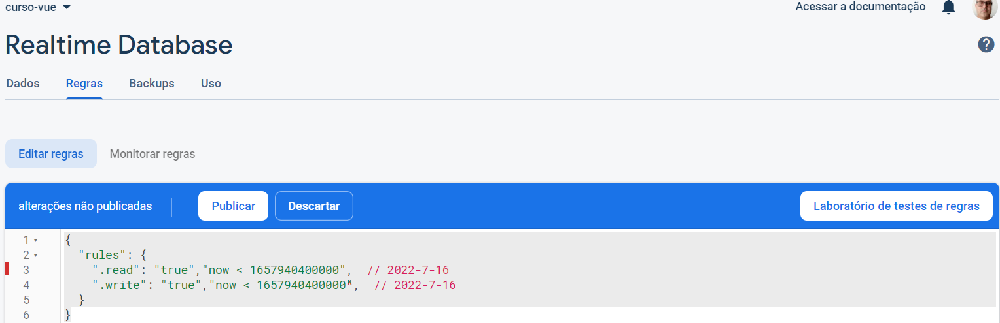 curso-vue
Acessar a documentação
Realtime Database
?
Dados Regras Backups Uso
Editar regras Monitorar regras
alterações não publicadas Publicar Descartar Laboratório de testes de regras
1 {
2 "rules": {
3 ".read": "true","now < 1657940400000", // 2022-7-16
4 ".write": "true","now < 1657940400000", // 2022-7-16
5 }
6 }